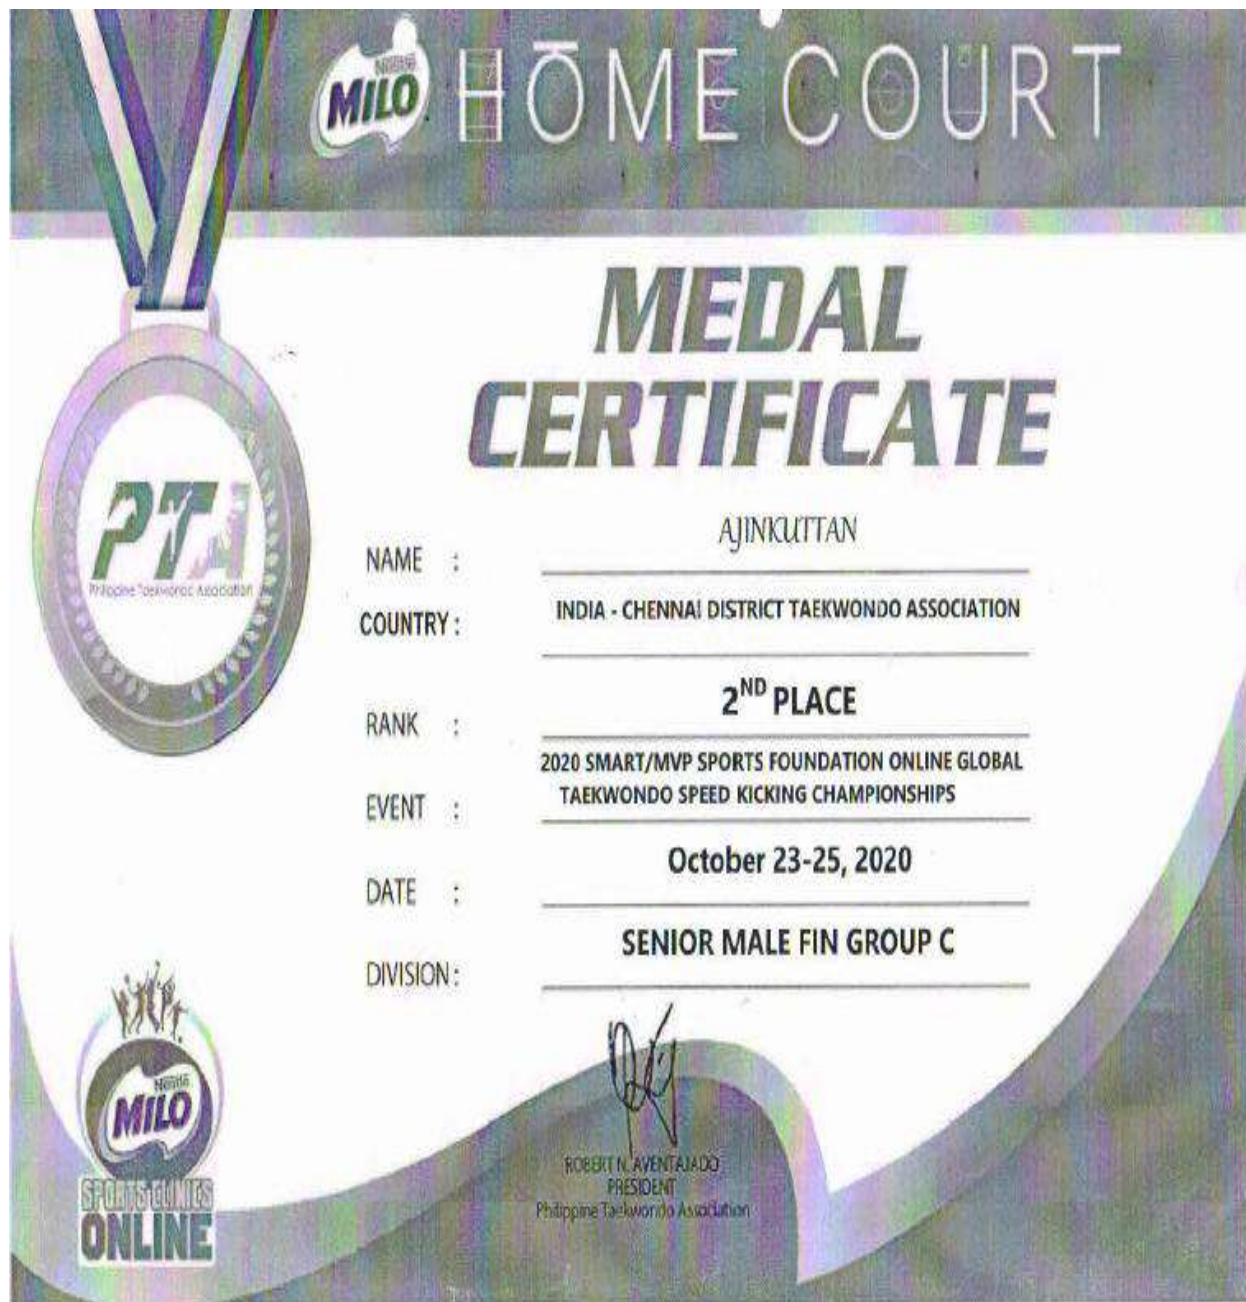 Nestlé
MILO
HOME COURT
MEDAL
CERTIFICATE
PTA
Philippine Taekwondo Association
NAME : AJINKUTTAN
COUNTRY : INDIA - CHENNAI DISTRICT TAEKWONDO ASSOCIATION
RANK : 2ND PLACE
EVENT : 2020 SMART/MVP SPORTS FOUNDATION ONLINE GLOBAL
TAEKWONDO SPEED KICKING CHAMPIONSHIPS
DATE : October 23-25, 2020
DIVISION : SENIOR MALE FIN GROUP C
ROBERT N. AVENTAJADO
PRESIDENT
Philippine Taekwondo Association
Nestlé
MILO
SPORTS CLINICS
ONLINE